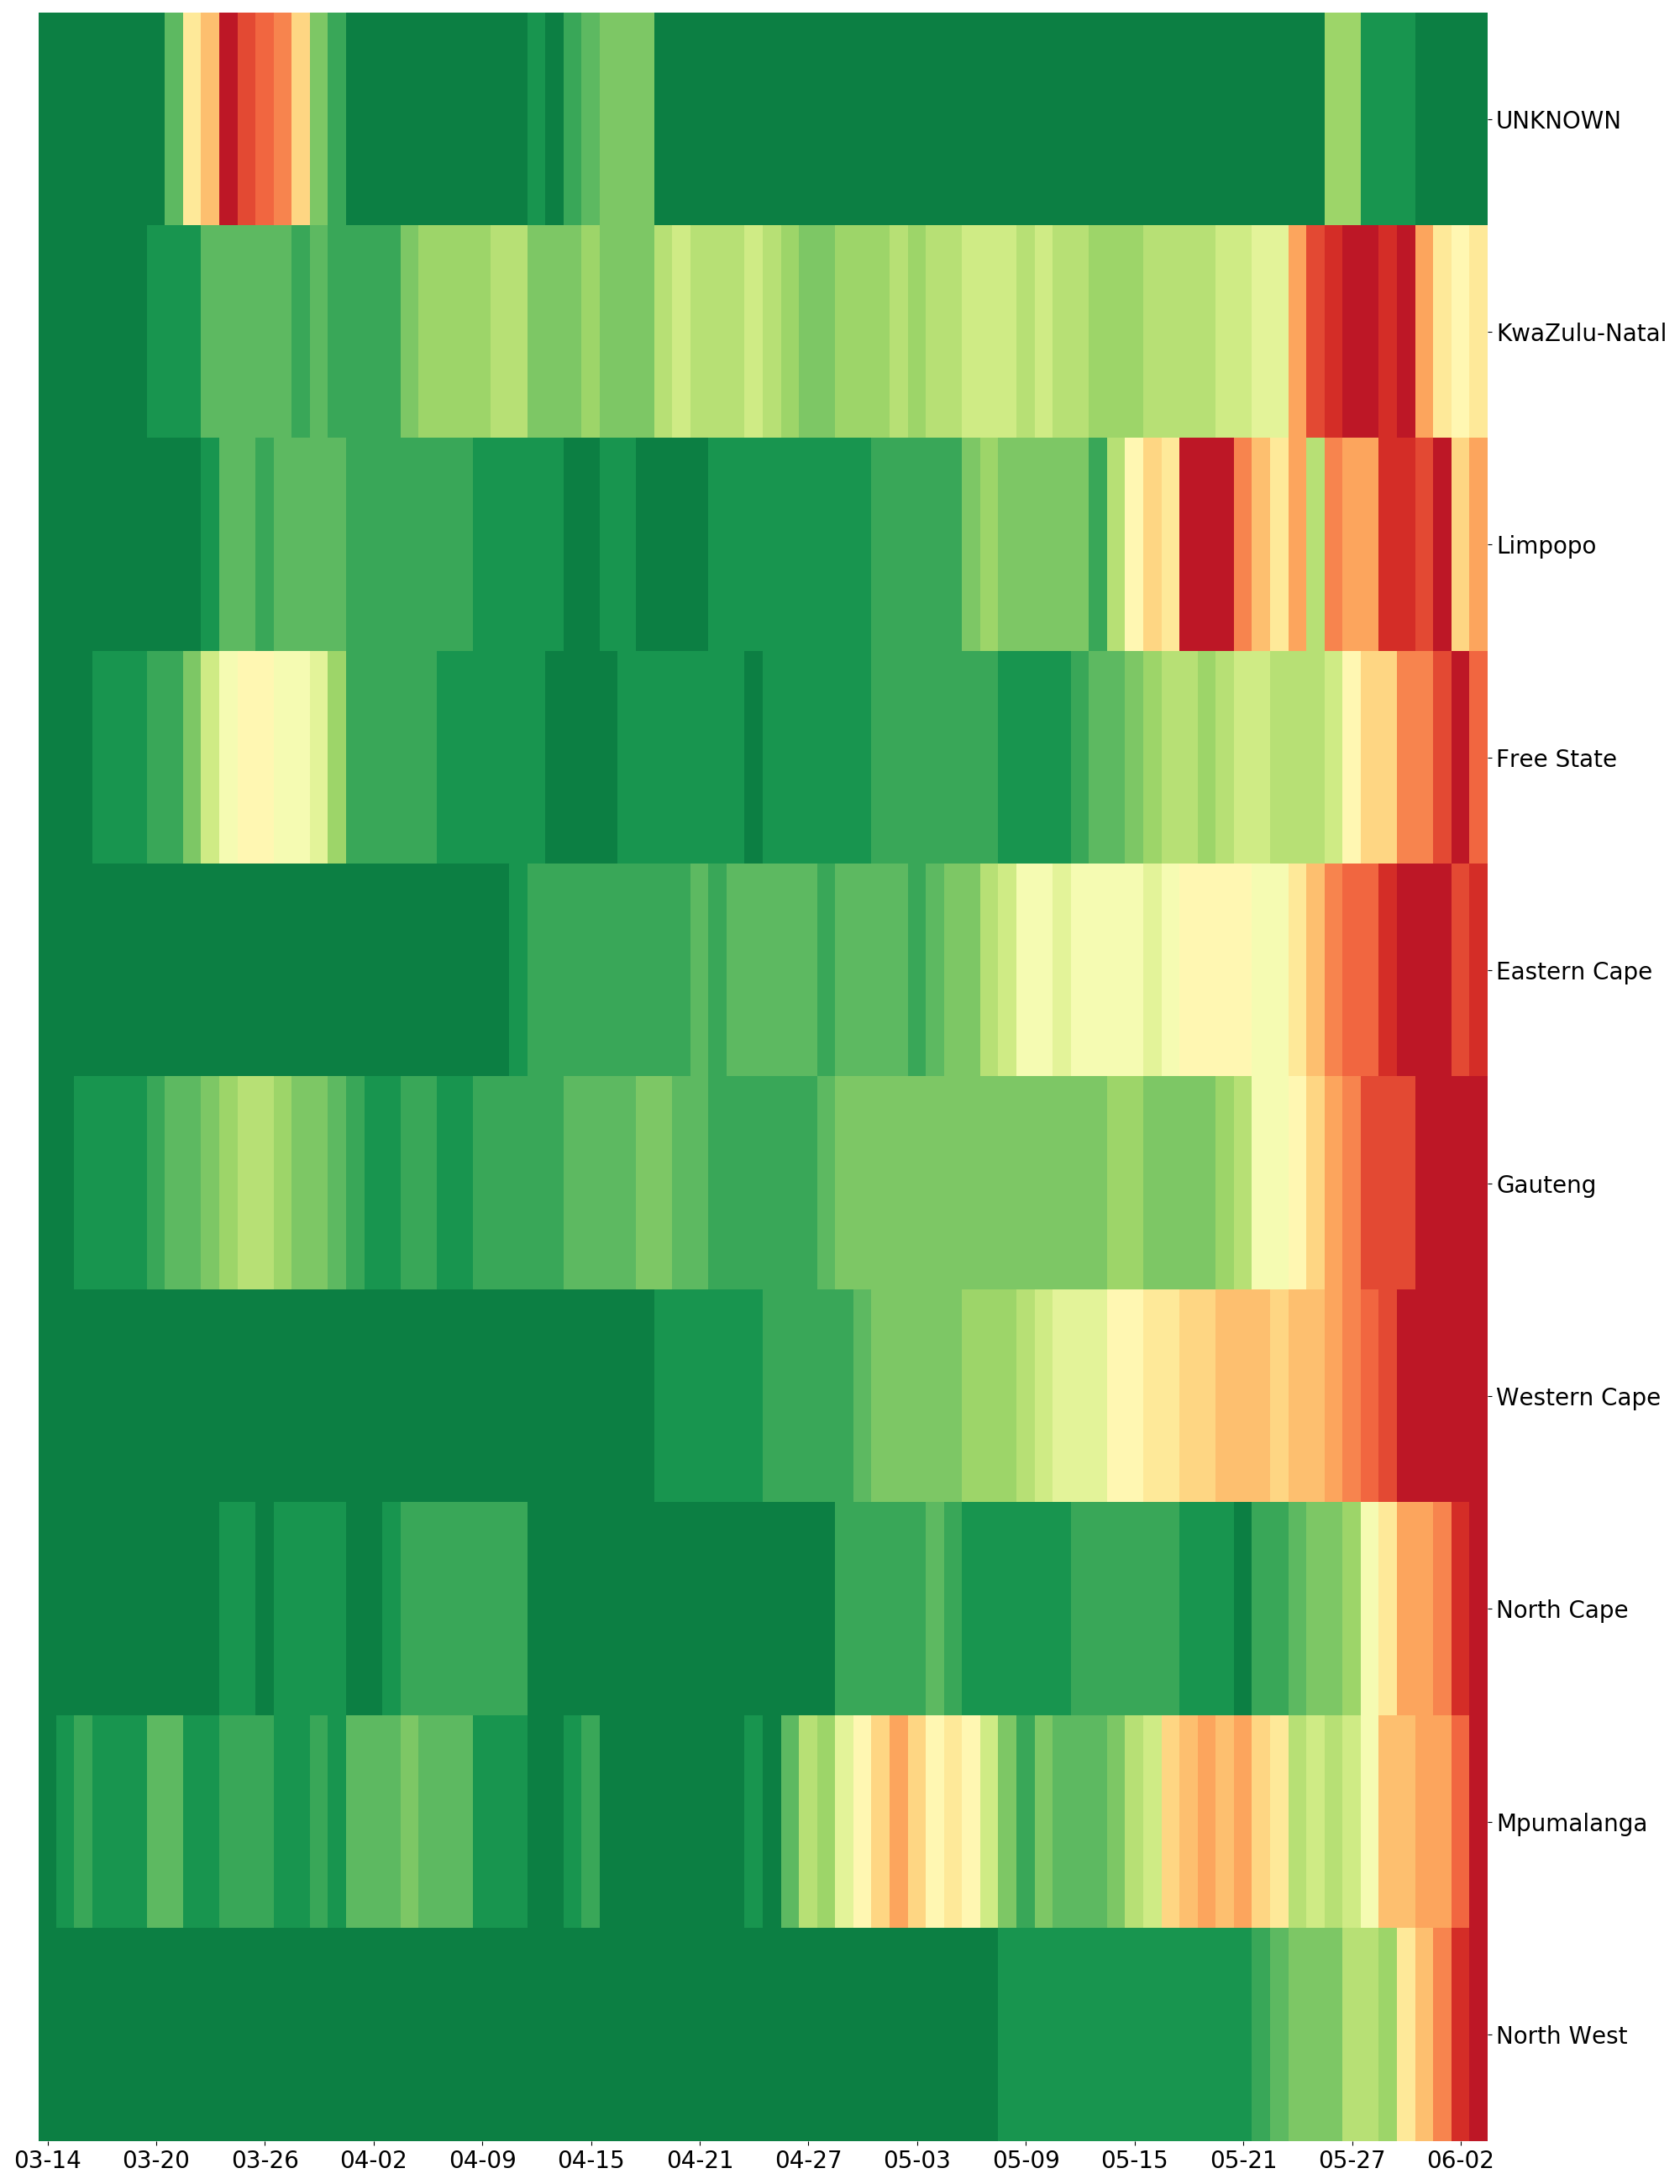 UNKNOWN
KwaZulu-Natal
Limpopo
Free State
Eastern Cape
Gauteng
Western Cape
North Cape
Mpumalanga
North West
03-14 03-20 03-26 04-02 04-09 04-15 04-21 04-27 05-03 05-09 05-15 05-21 05-27 06-02